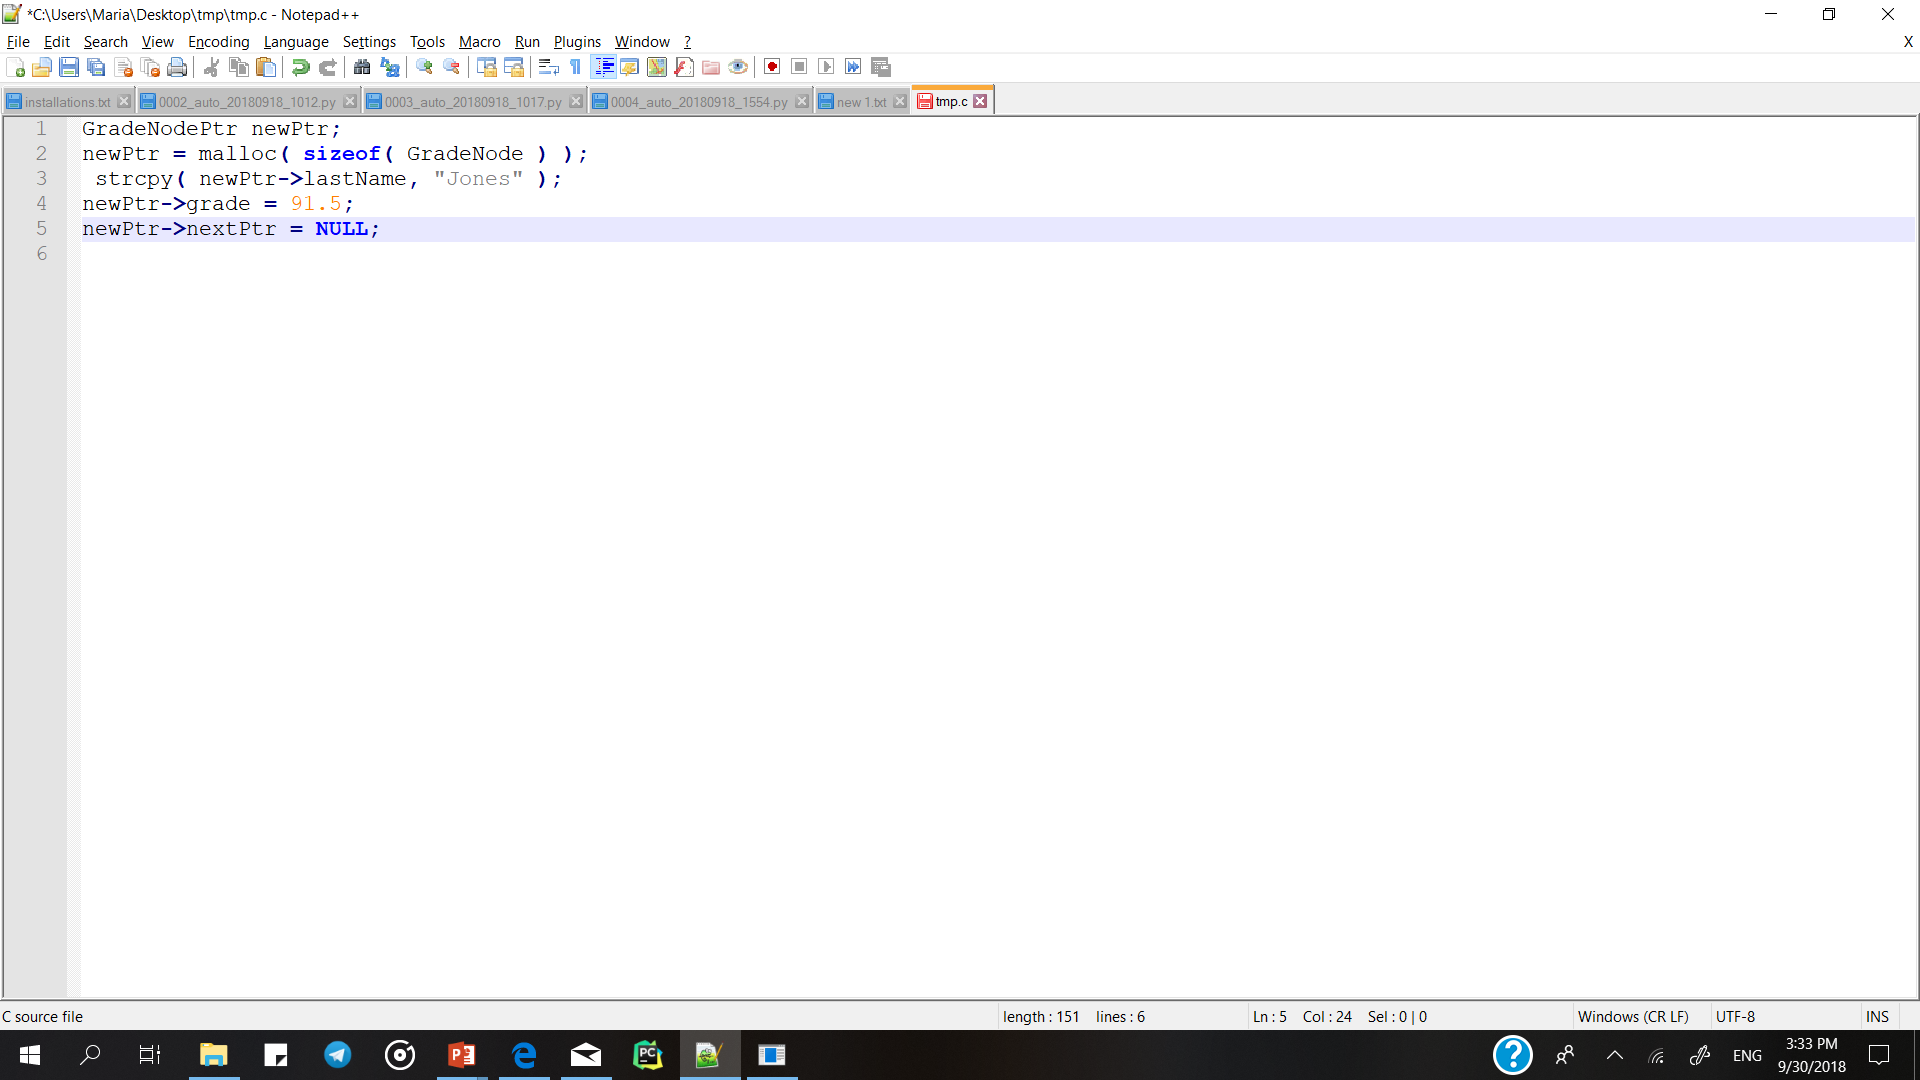 *C:\Users\Maria\Desktop\tmp\tmp.c - Notepad++
File Edit Search View Encoding Language Settings Tools Macro Run Plugins Window ? X
installations.txt 0002_auto_20180918_1012.py 0003_auto_20180918_1017.py 0004_auto_20180918_1554.py new 1.txt tmp.c
1 GradeNodePtr newPtr;
2 newPtr = malloc( sizeof( GradeNode ) );
3 strcpy( newPtr->lastName, "Jones" );
4 newPtr->grade = 91.5;
5 newPtr->nextPtr = NULL;
6
C source file length : 151 lines : 6 Ln : 5 Col : 24 Sel : 0 | 0 Windows (CR LF) UTF-8 INS
ENG 3:33 PM
9/30/2018